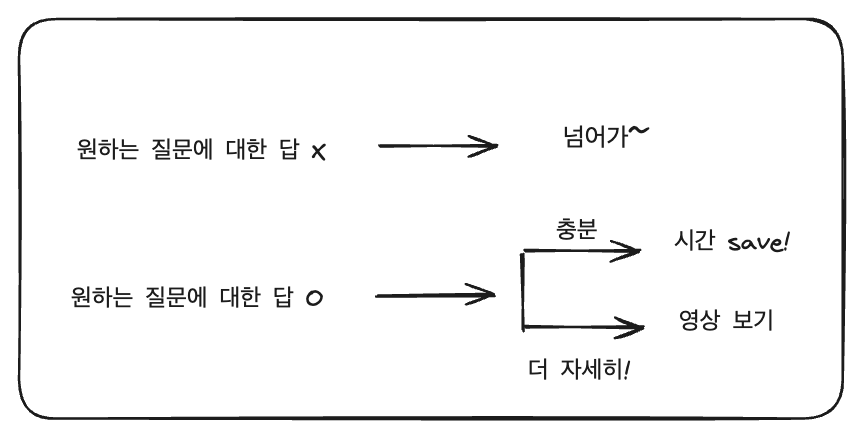 원하는 질문에 대한 답 x
넘어가~
원하는 질문에 대한 답 o
충분
시간 save!
더 자세히!
영상 보기